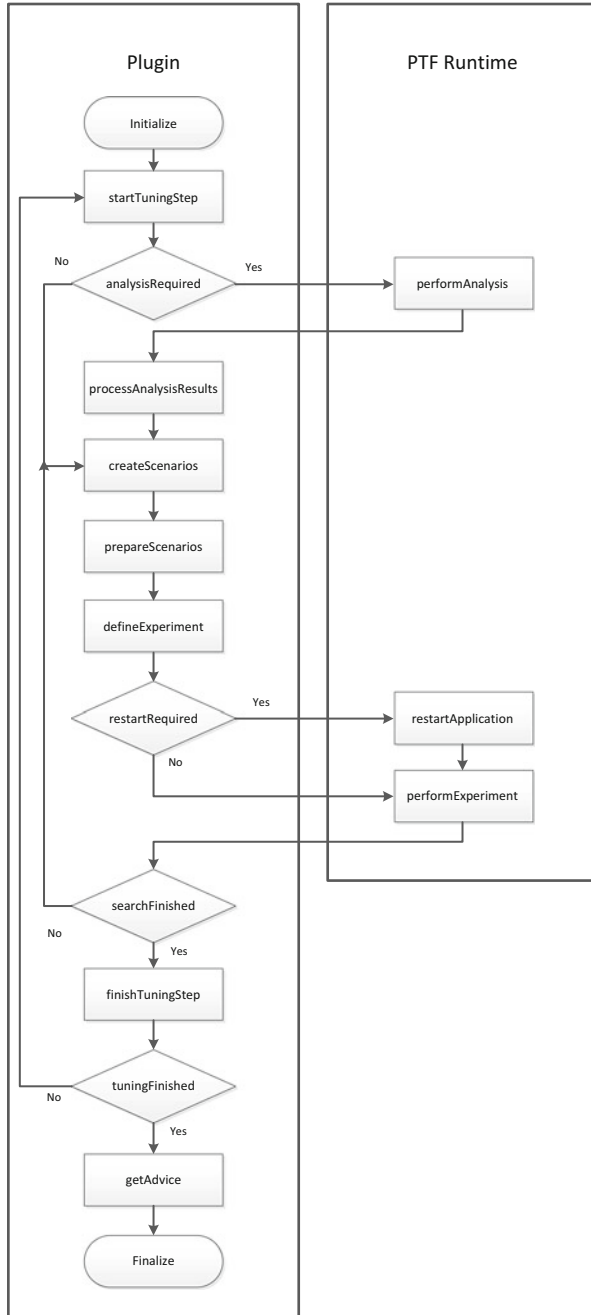 Plugin
PTF Runtime
Initialize
startTuningStep
No
Yes
analysisRequired
performAnalysis
processAnalysisResults
createScenarios
prepareScenarios
defineExperiment
Yes
restartRequired
restartApplication
No
performExperiment
searchFinished
No
Yes
finishTuningStep
tuningFinished
No
Yes
getAdvice
Finalize